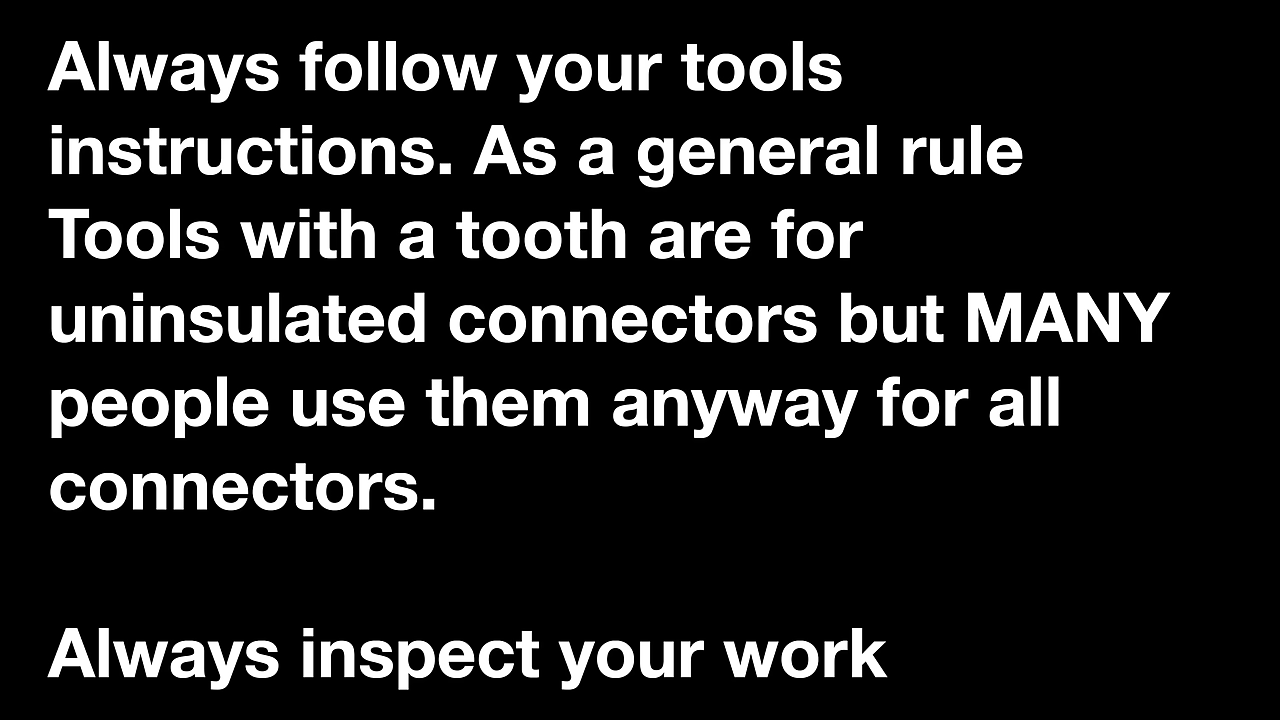 Always follow your tools
instructions. As a general rule
Tools with a tooth are for
uninsulated connectors but MANY
people use them anyway for all
connectors.
Always inspect your work